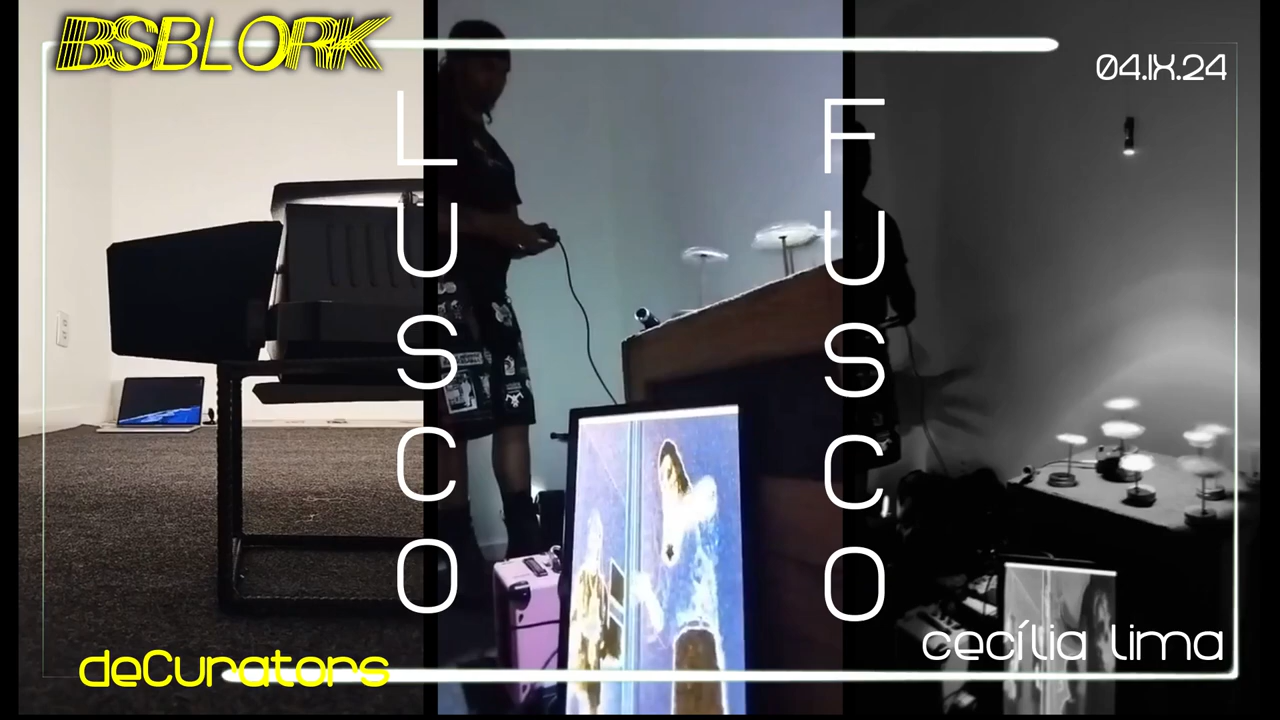 BSBLORK
04.IX.24
LUSCO
FUSCO
deCurators
cecília lima